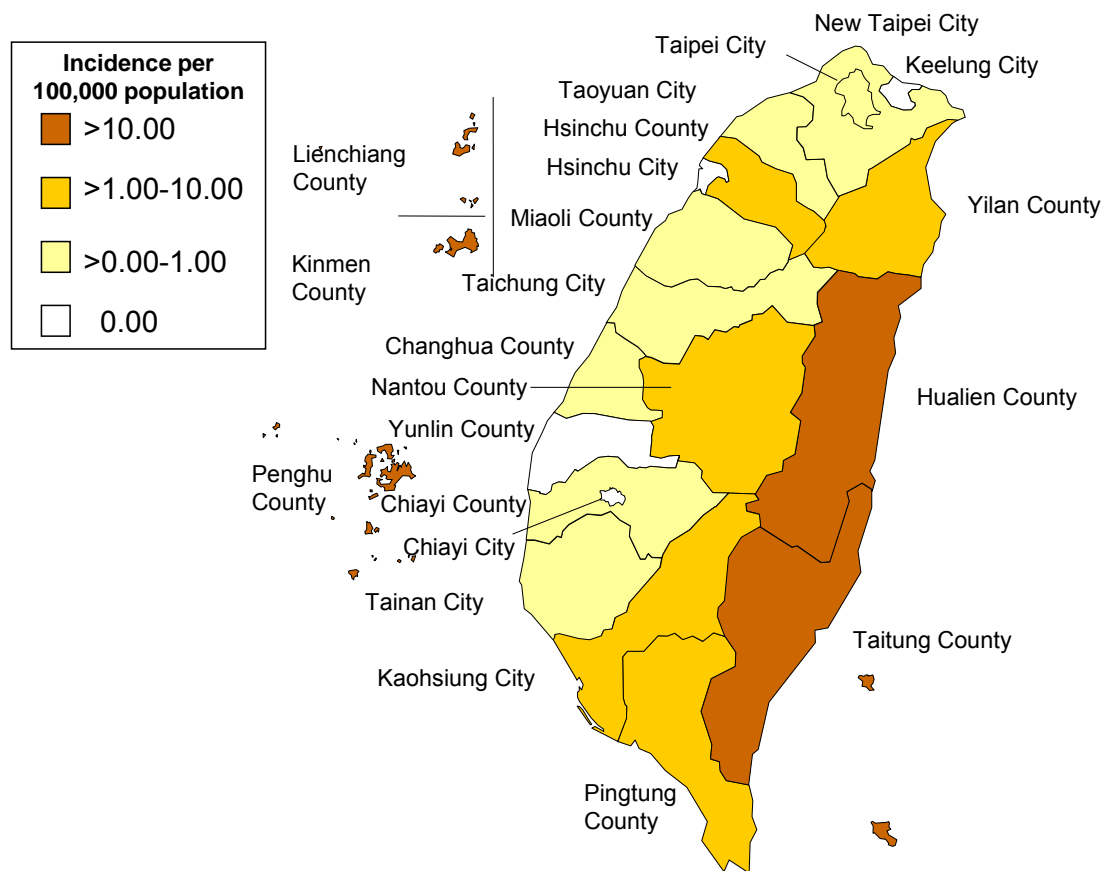 Incidence per
100,000 population
>10.00
>1.00-10.00
>0.00-1.00
0.00
New Taipei City
Taipei City
Keelung City
Taoyuan City
Hsinchu County
Hsinchu City
Lienchiang
County
Miaoli County
Yilan County
Kinmen
County
Taichung City
Changhua County
Nantou County
Hualien County
Yunlin County
Penghu
County
Chiayi County
Chiayi City
Tainan City
Taitung County
Kaohsiung City
Pingtung
County